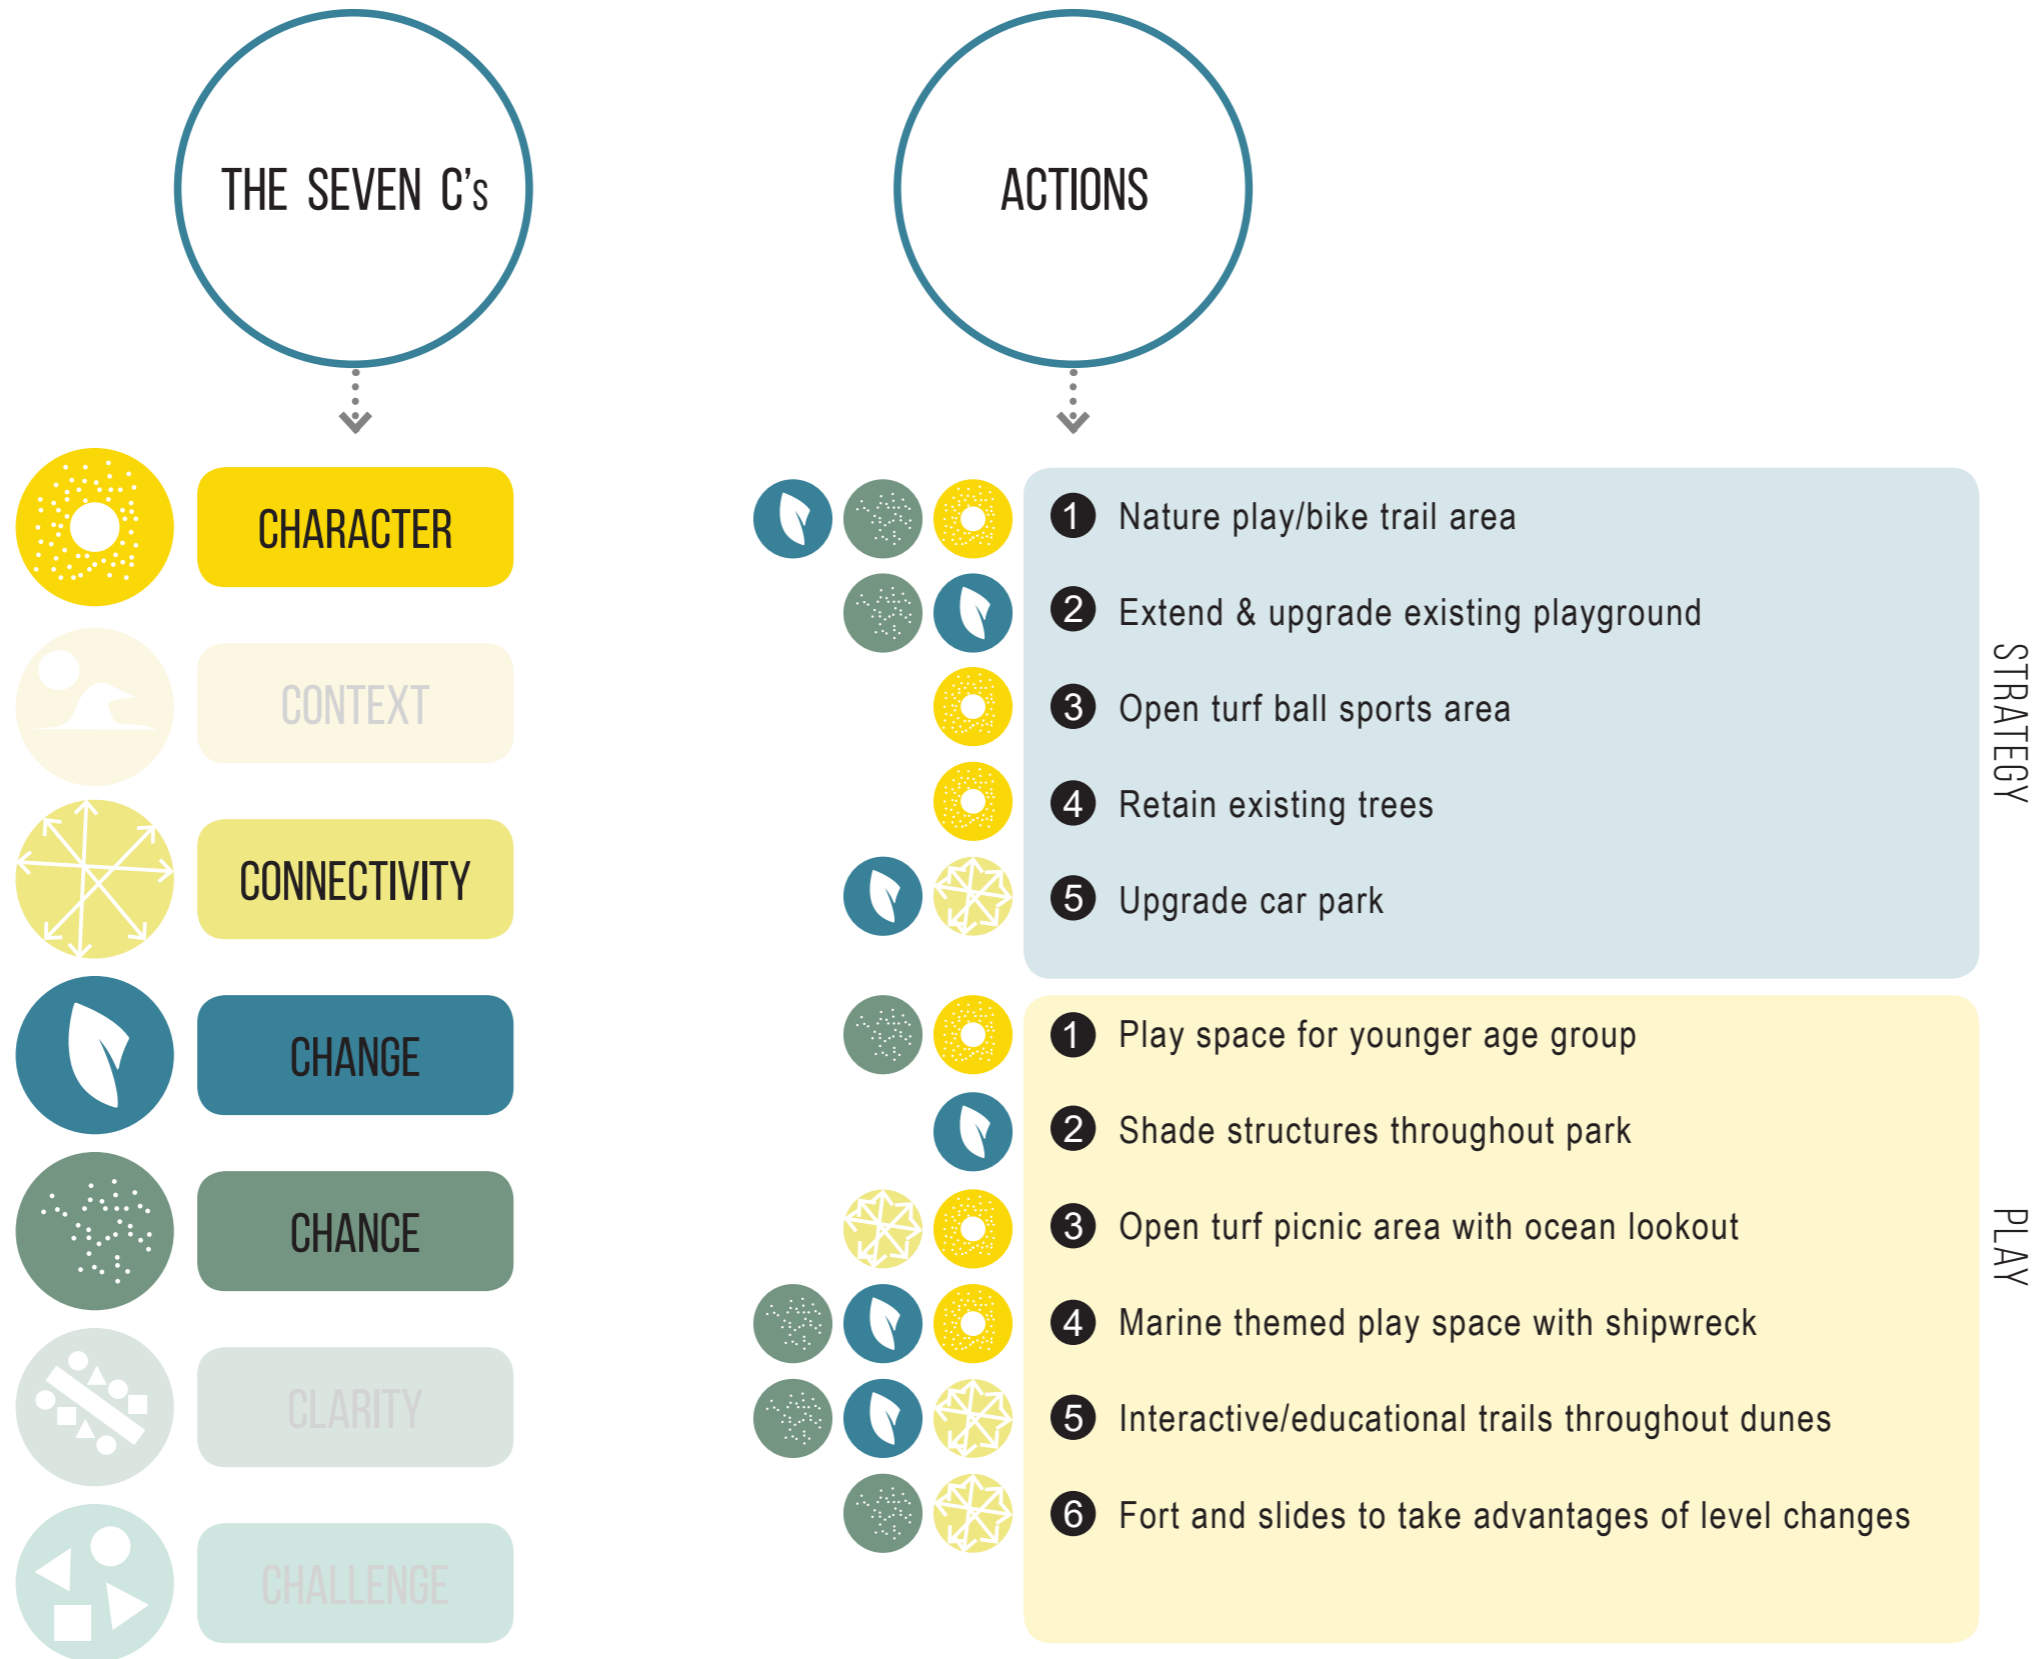 THE SEVEN C's
ACTIONS
CHARACTER
CONTEXT
CONNECTIVITY
CHANGE
CHANCE
CLARITY
CHALLENGE
1 Nature play/bike trail area
2 Extend & upgrade existing playground
3 Open turf ball sports area
4 Retain existing trees
5 Upgrade car park
STRATEGY
1 Play space for younger age group
2 Shade structures throughout park
3 Open turf picnic area with ocean lookout
4 Marine themed play space with shipwreck
5 Interactive/educational trails throughout dunes
6 Fort and slides to take advantages of level changes
PLAY